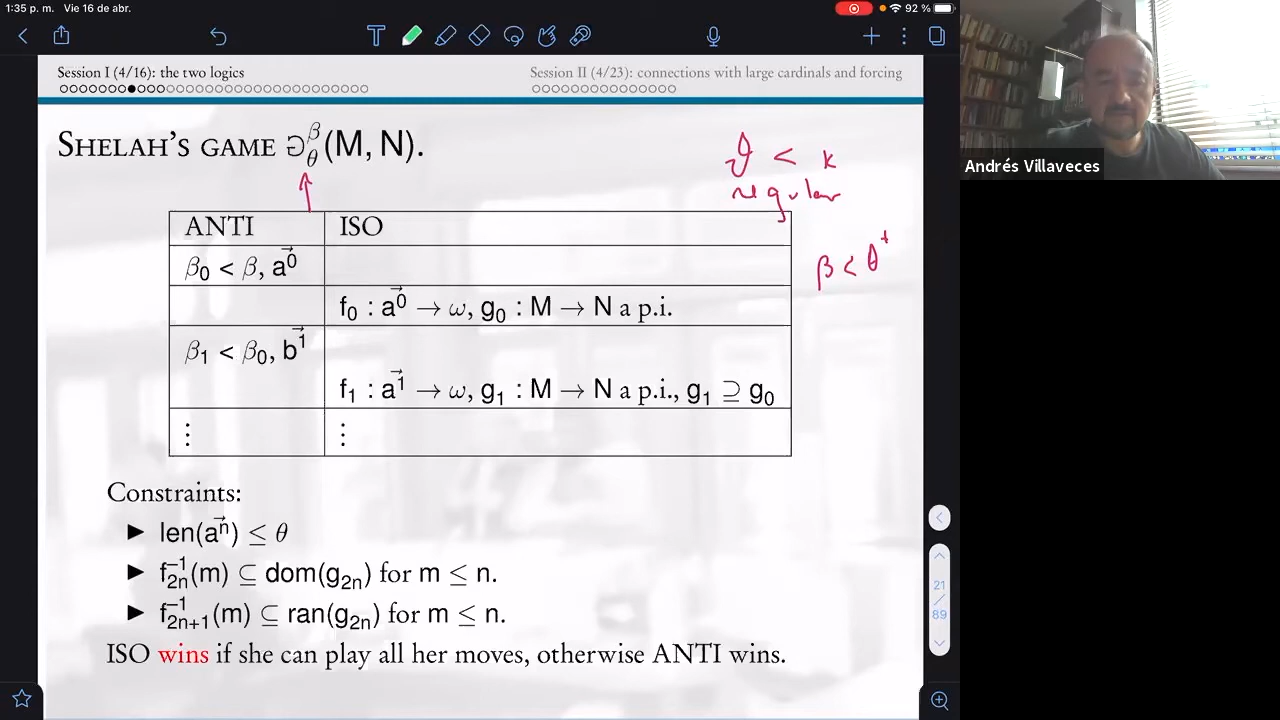 1:35 p. m. Vie 16 de abr.
92 %
Session I (4/16): the two logics
Session II (4/23): connections with large cardinals and forcing
SHELAH'S GAME ⅁^β_θ(M, N).
ϑ < κ
regular
ANTI ISO
β₀ < β, a⃗⁰
β < θ⁺
f₀ : a⃗⁰ → ω, g₀ : M → N a p.i.
β₁ < β₀, b⃗¹
f₁ : a⃗¹ → ω, g₁ : M → N a p.i., g₁ ⊇ g₀
⋮ ⋮
Constraints:
► len(a⃗ⁿ) ≤ θ
► f⁻¹₂ₙ(m) ⊆ dom(g₂ₙ) for m ≤ n.
► f⁻¹₂ₙ₊₁(m) ⊆ ran(g₂ₙ) for m ≤ n.
ISO wins if she can play all her moves, otherwise ANTI wins.
21
/
89
Andrés Villaveces